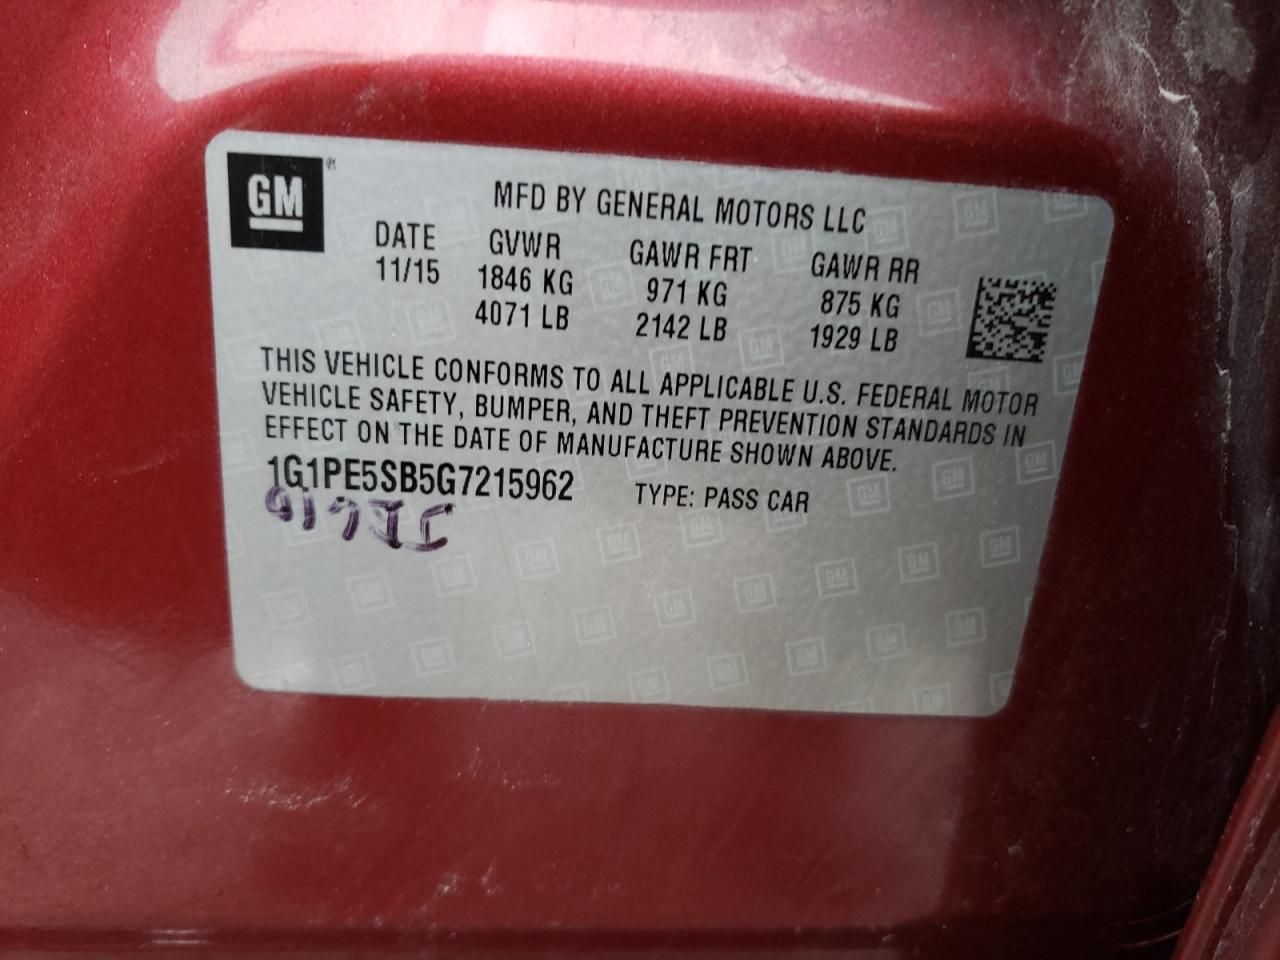 GM
MFD BY GENERAL MOTORS LLC
DATE GVWR GAWR FRT GAWR RR
11/15 1846 KG 971 KG 875 KG
4071 LB 2142 LB 1929 LB
THIS VEHICLE CONFORMS TO ALL APPLICABLE U.S. FEDERAL MOTOR
VEHICLE SAFETY, BUMPER, AND THEFT PREVENTION STANDARDS IN
EFFECT ON THE DATE OF MANUFACTURE SHOWN ABOVE.
1G1PE5SB5G7215962 TYPE: PASS CAR